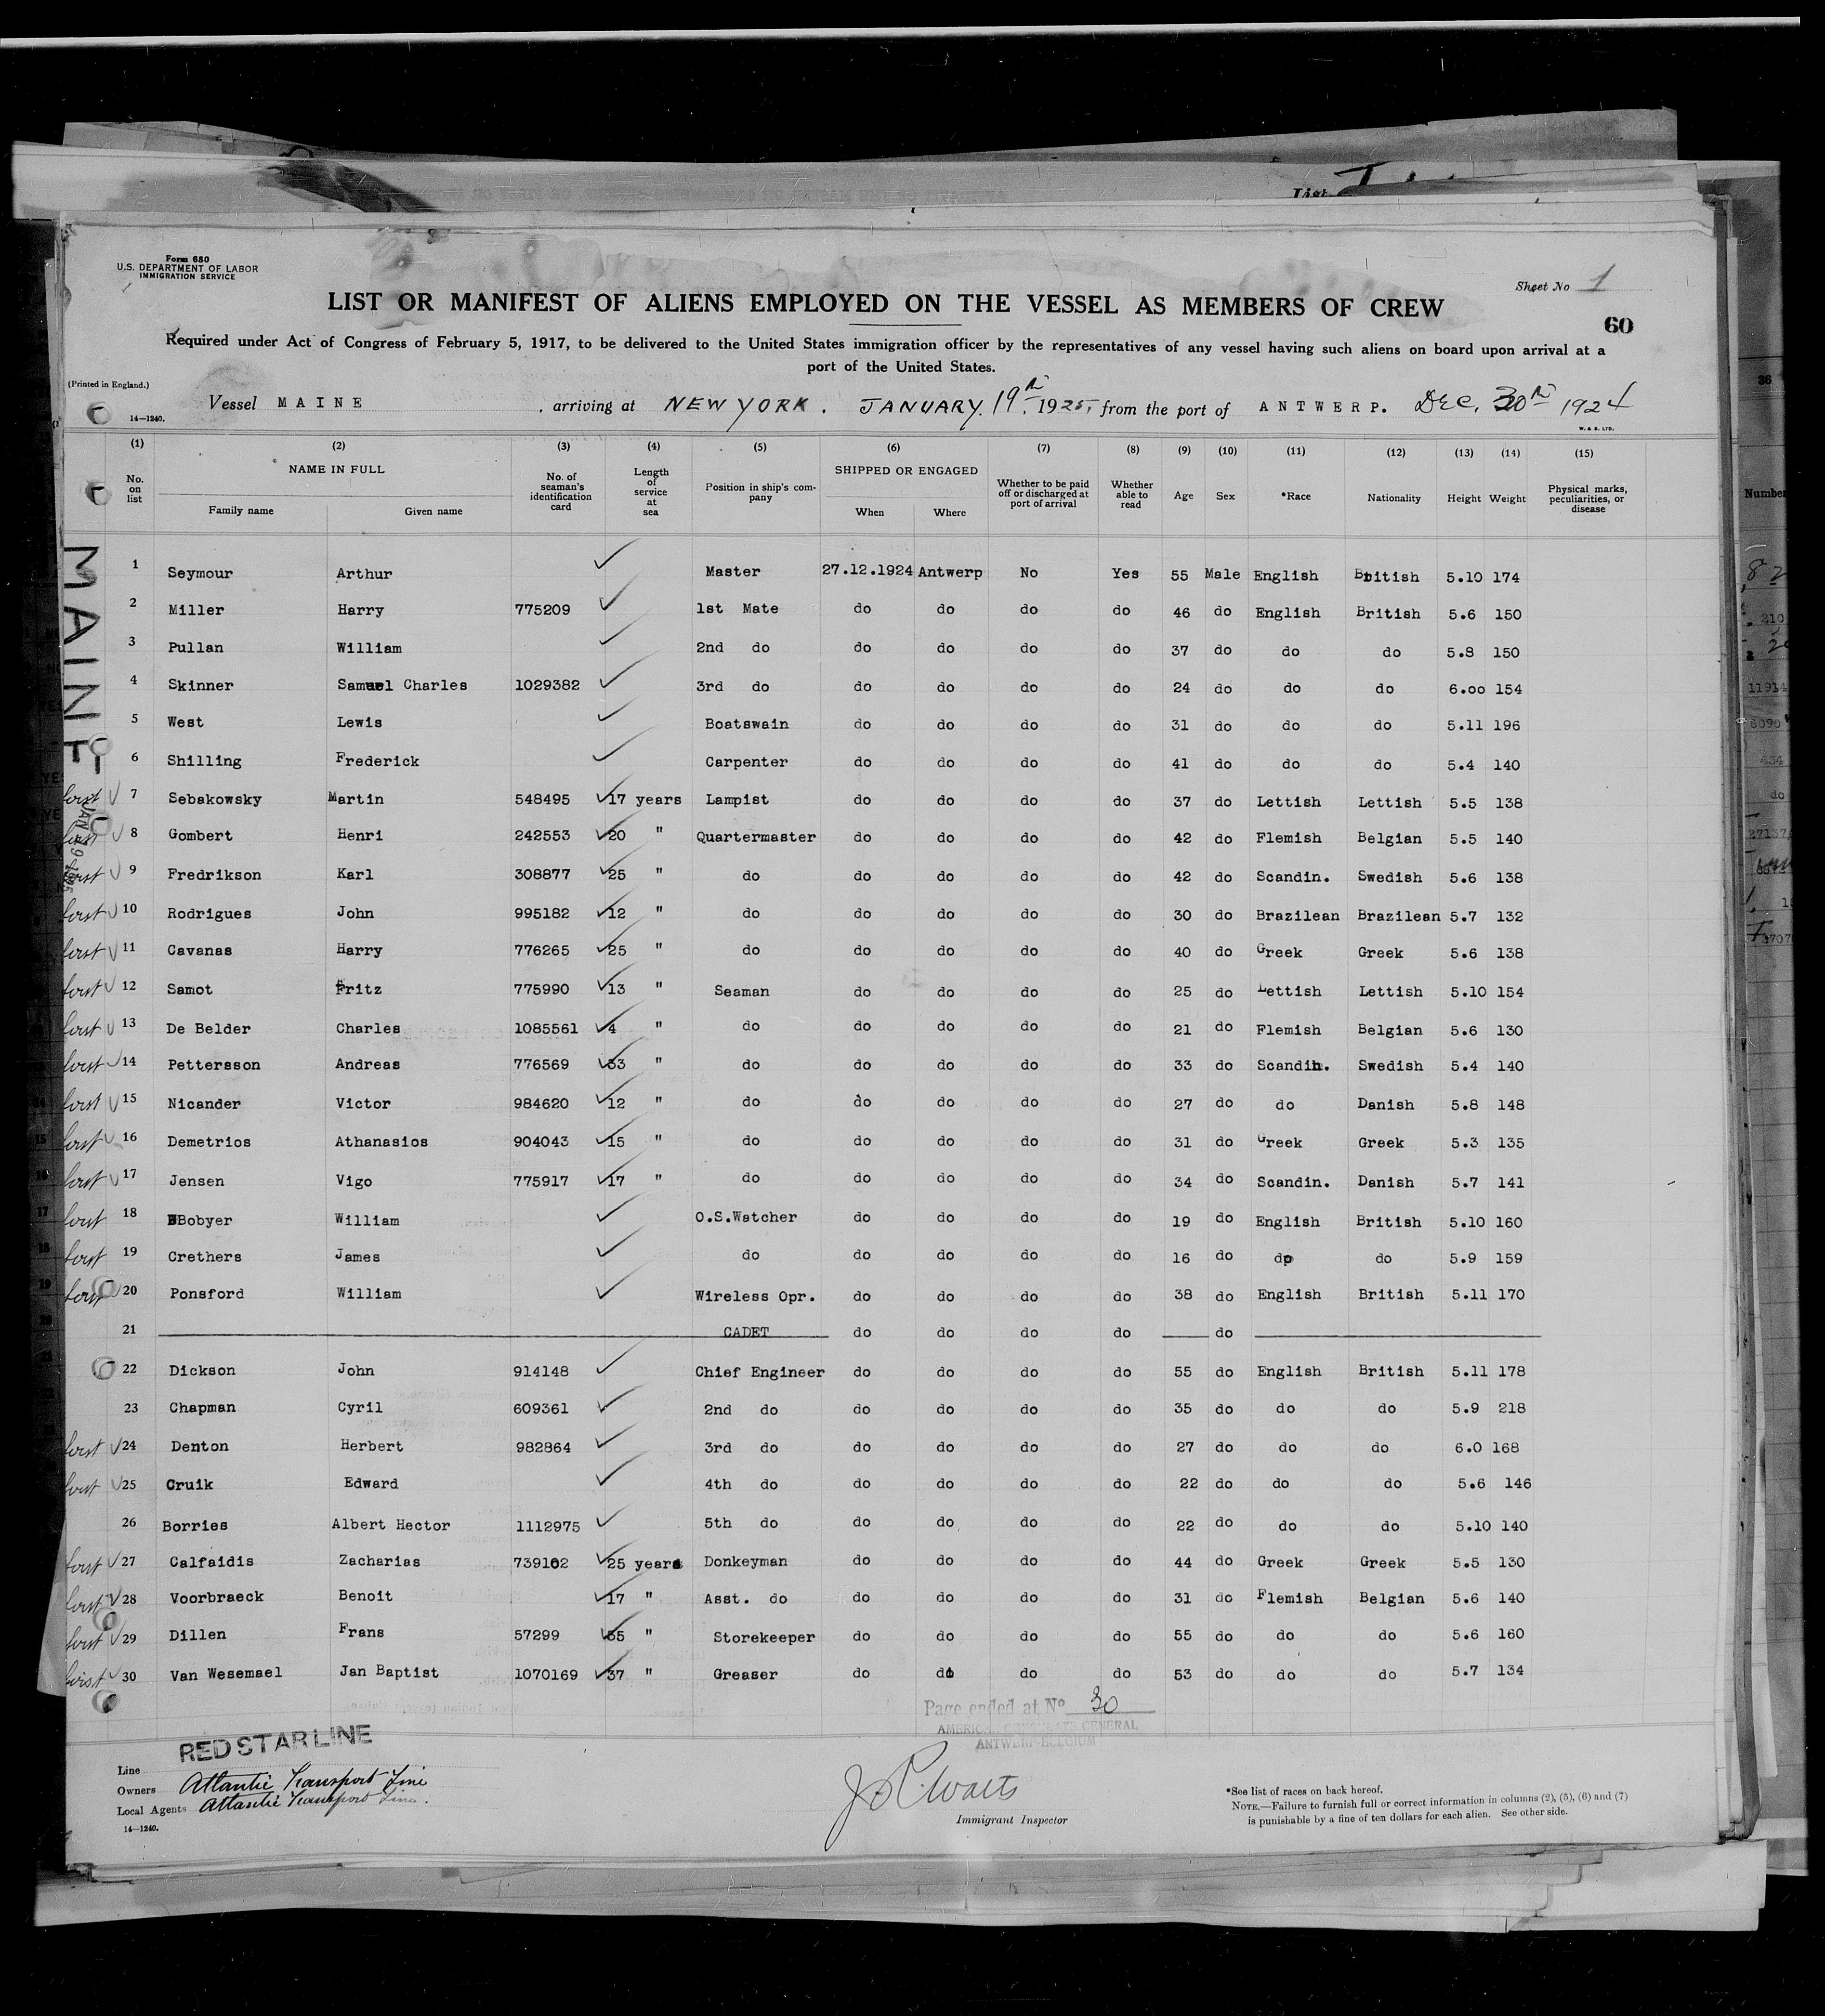 Form 680
U.S. DEPARTMENT OF LABOR
IMMIGRATION SERVICE
Sheet No 1
LIST OR MANIFEST OF ALIENS EMPLOYED ON THE VESSEL AS MEMBERS OF CREW
60
Required under Act of Congress of February 5, 1917, to be delivered to the United States immigration officer by the representatives of any vessel having such aliens on board upon arrival at a
port of the United States.
(Printed in England.)
Vessel MAINE, arriving at NEW YORK. JANUARY. 19th. 1925, from the port of ANTWERP. Dec. 30th 1924
14—1240.
W. & S. LTD.
(1) (2) (3) (4) (5) (6) (7) (8) (9) (10) (11) (12) (13) (14) (15)
No. on list NAME IN FULL Family name Given name No. of seaman's identification card Length of service at sea Position in ship's company SHIPPED OR ENGAGED When Where Whether to be paid off or discharged at port of arrival Whether able to read Age Sex *Race Nationality Height Weight Physical marks, peculiarities, or disease
MAINE
1 Seymour Arthur Master 27.12.1924 Antwerp No Yes 55 Male English British 5.10 174
2 Miller Harry 775209 1st Mate do do do do 46 do English British 5.6 150
3 Pullan William 2nd do do do do do 37 do do do 5.8 150
4 Skinner Samuel Charles 1029382 3rd do do do do do 24 do do do 6.00 154
5 West Lewis Boatswain do do do do 31 do do do 5.11 196
6 Shilling Frederick Carpenter do do do do 41 do do do 5.4 140
7 Sebakowsky Martin 548495 17 years Lampist do do do do 37 do Lettish Lettish 5.5 138
8 Gombert Henri 242553 20 " Quartermaster do do do do 42 do Flemish Belgian 5.5 140
9 Fredrikson Karl 308877 25 " do do do do do 42 do Scandin. Swedish 5.6 138
10 Rodrigues John 995182 12 " do do do do do 30 do Brazilean Brazilean 5.7 132
11 Cavanas Harry 776265 25 " do do do do do 40 do Greek Greek 5.6 138
12 Samot Fritz 775990 13 " Seaman do do do do 25 do Lettish Lettish 5.10 154
13 De Belder Charles 1085561 4 " do do do do do 21 do Flemish Belgian 5.6 130
14 Pettersson Andreas 776569 33 " do do do do do 33 do Scandin. Swedish 5.4 140
15 Nicander Victor 984620 12 " do do do do do 27 do do Danish 5.8 148
16 Demetrios Athanasios 904043 15 " do do do do do 31 do Greek Greek 5.3 135
17 Jensen Vigo 775917 17 " do do do do do 34 do Scandin. Danish 5.7 141
18 Bobyer William O.S.Watcher do do do do 19 do English British 5.10 160
19 Crethers James do do do do do 16 do do do 5.9 159
20 Ponsford William Wireless Opr. do do do do 38 do English British 5.11 170
21 CADET do do do do do
22 Dickson John 914148 Chief Engineer do do do do 55 do English British 5.11 178
23 Chapman Cyril 609361 2nd do do do do do 35 do do do 5.9 218
24 Denton Herbert 982864 3rd do do do do do 27 do do do 6.0 168
25 Cruik Edward 4th do do do do do 22 do do do 5.6 146
26 Borries Albert Hector 1112975 5th do do do do do 22 do do do 5.10 140
27 Calfaidis Zacharias 739102 25 years Donkeyman do do do do 44 do Greek Greek 5.5 130
28 Voorbraeck Benoit 17 " Asst. do do do do do 31 do Flemish Belgian 5.6 140
29 Dillen Frans 57299 35 " Storekeeper do do do do 55 do do do 5.6 160
30 Van Wesemael Jan Baptist 1070169 37 " Greaser do do do do 53 do do do 5.7 134
Page ended at No 30
AMERICAN CONSULATE GENERAL
ANTWERP-BELGIUM
RED STAR LINE
Line
Owners Atlantic Transport Line
Local Agents Atlantic Transport Line.
14—1240.
Immigrant Inspector
*See list of races on back hereof.
NOTE.—Failure to furnish full or correct information in columns (2), (5), (6) and (7)
is punishable by a fine of ten dollars for each alien. See other side.